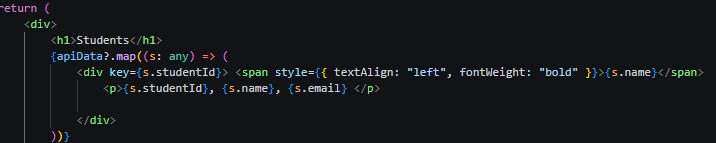 return (
<div>
<h1>Students</h1>
{apiData?.map((s: any) => (
<div key={s.studentId}> <span style={{ textAlign: "left", fontWeight: "bold" }}>{s.name}</span>
<p>{s.studentId}, {s.name}, {s.email} </p>
</div>
))}